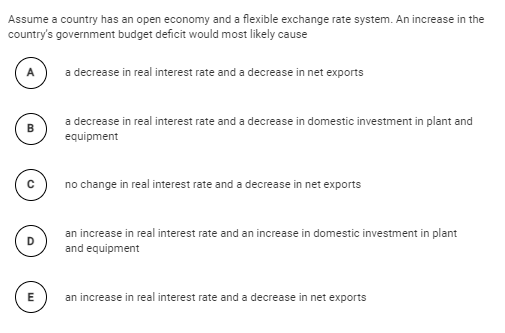 Assume a country has an open economy and a flexible exchange rate system. An increase in the
country's government budget deficit would most likely cause
A a decrease in real interest rate and a decrease in net exports
B a decrease in real interest rate and a decrease in domestic investment in plant and
equipment
C no change in real interest rate and a decrease in net exports
D an increase in real interest rate and an increase in domestic investment in plant
and equipment
E an increase in real interest rate and a decrease in net exports